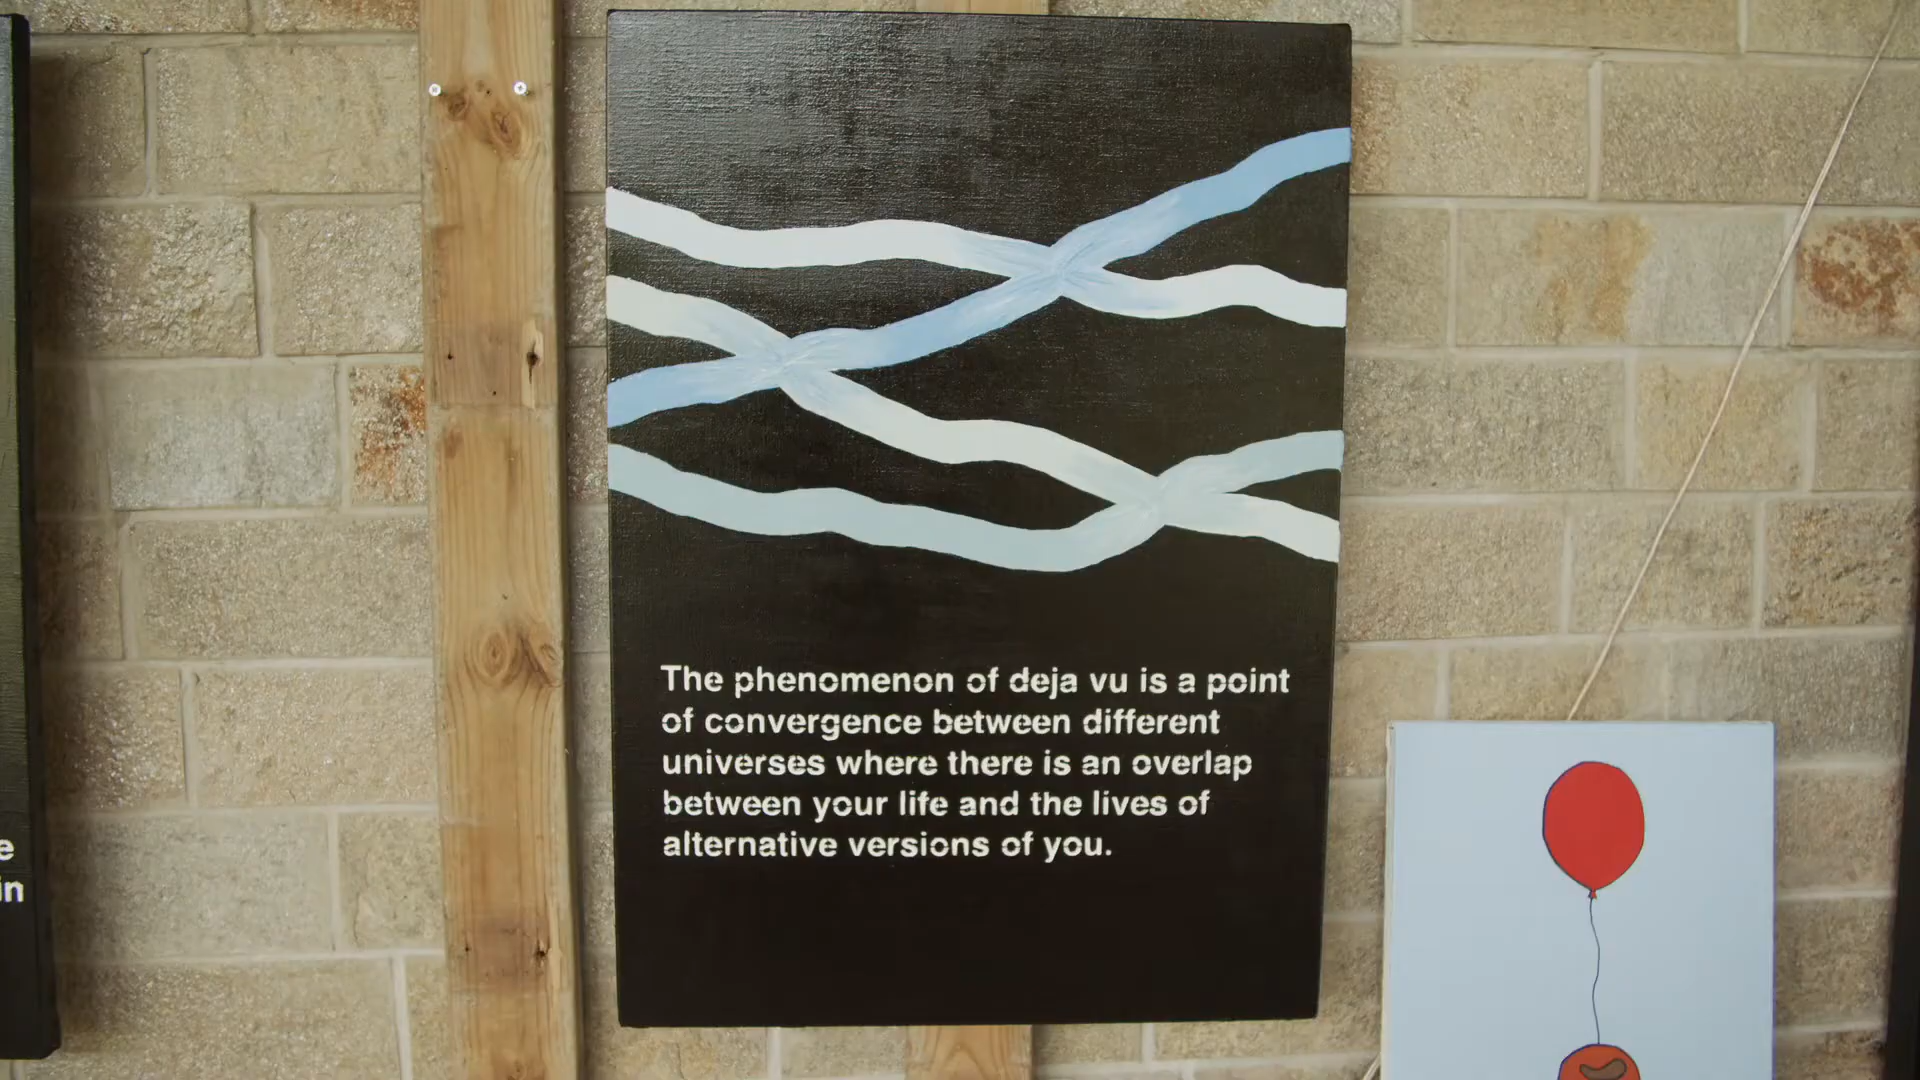 The phenomenon of deja vu is a point
of convergence between different
universes where there is an overlap
between your life and the lives of
alternative versions of you.
e
in